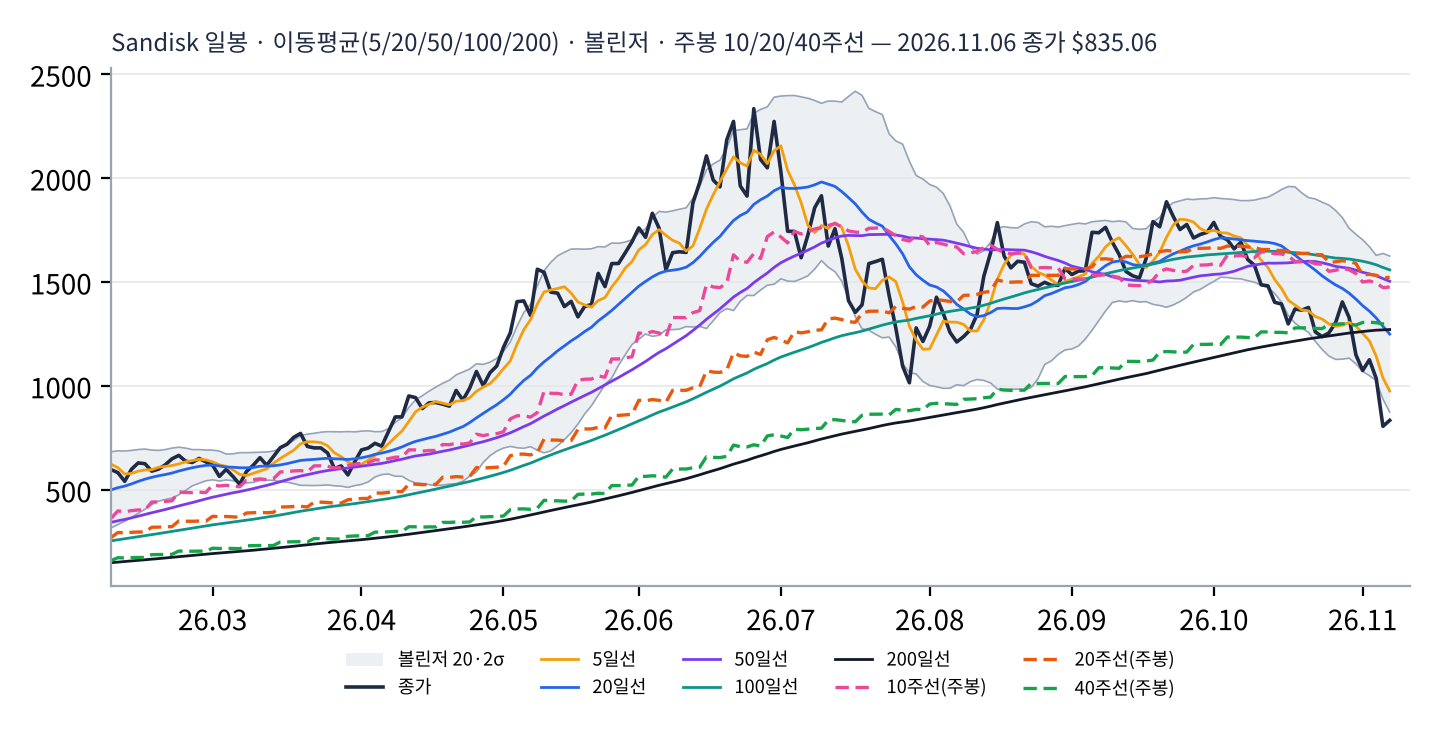 Sandisk 일봉 · 이동평균(5/20/50/100/200) · 볼린저 · 주봉 10/20/40주선 — 2026.11.06 종가 $835.06
2500
2000
1500
1000
500
26.03 26.04 26.05 26.06 26.07 26.08 26.09 26.10 26.11
볼린저 20·2σ 5일선 50일선 200일선 20주선(주봉)
종가 20일선 100일선 10주선(주봉) 40주선(주봉)